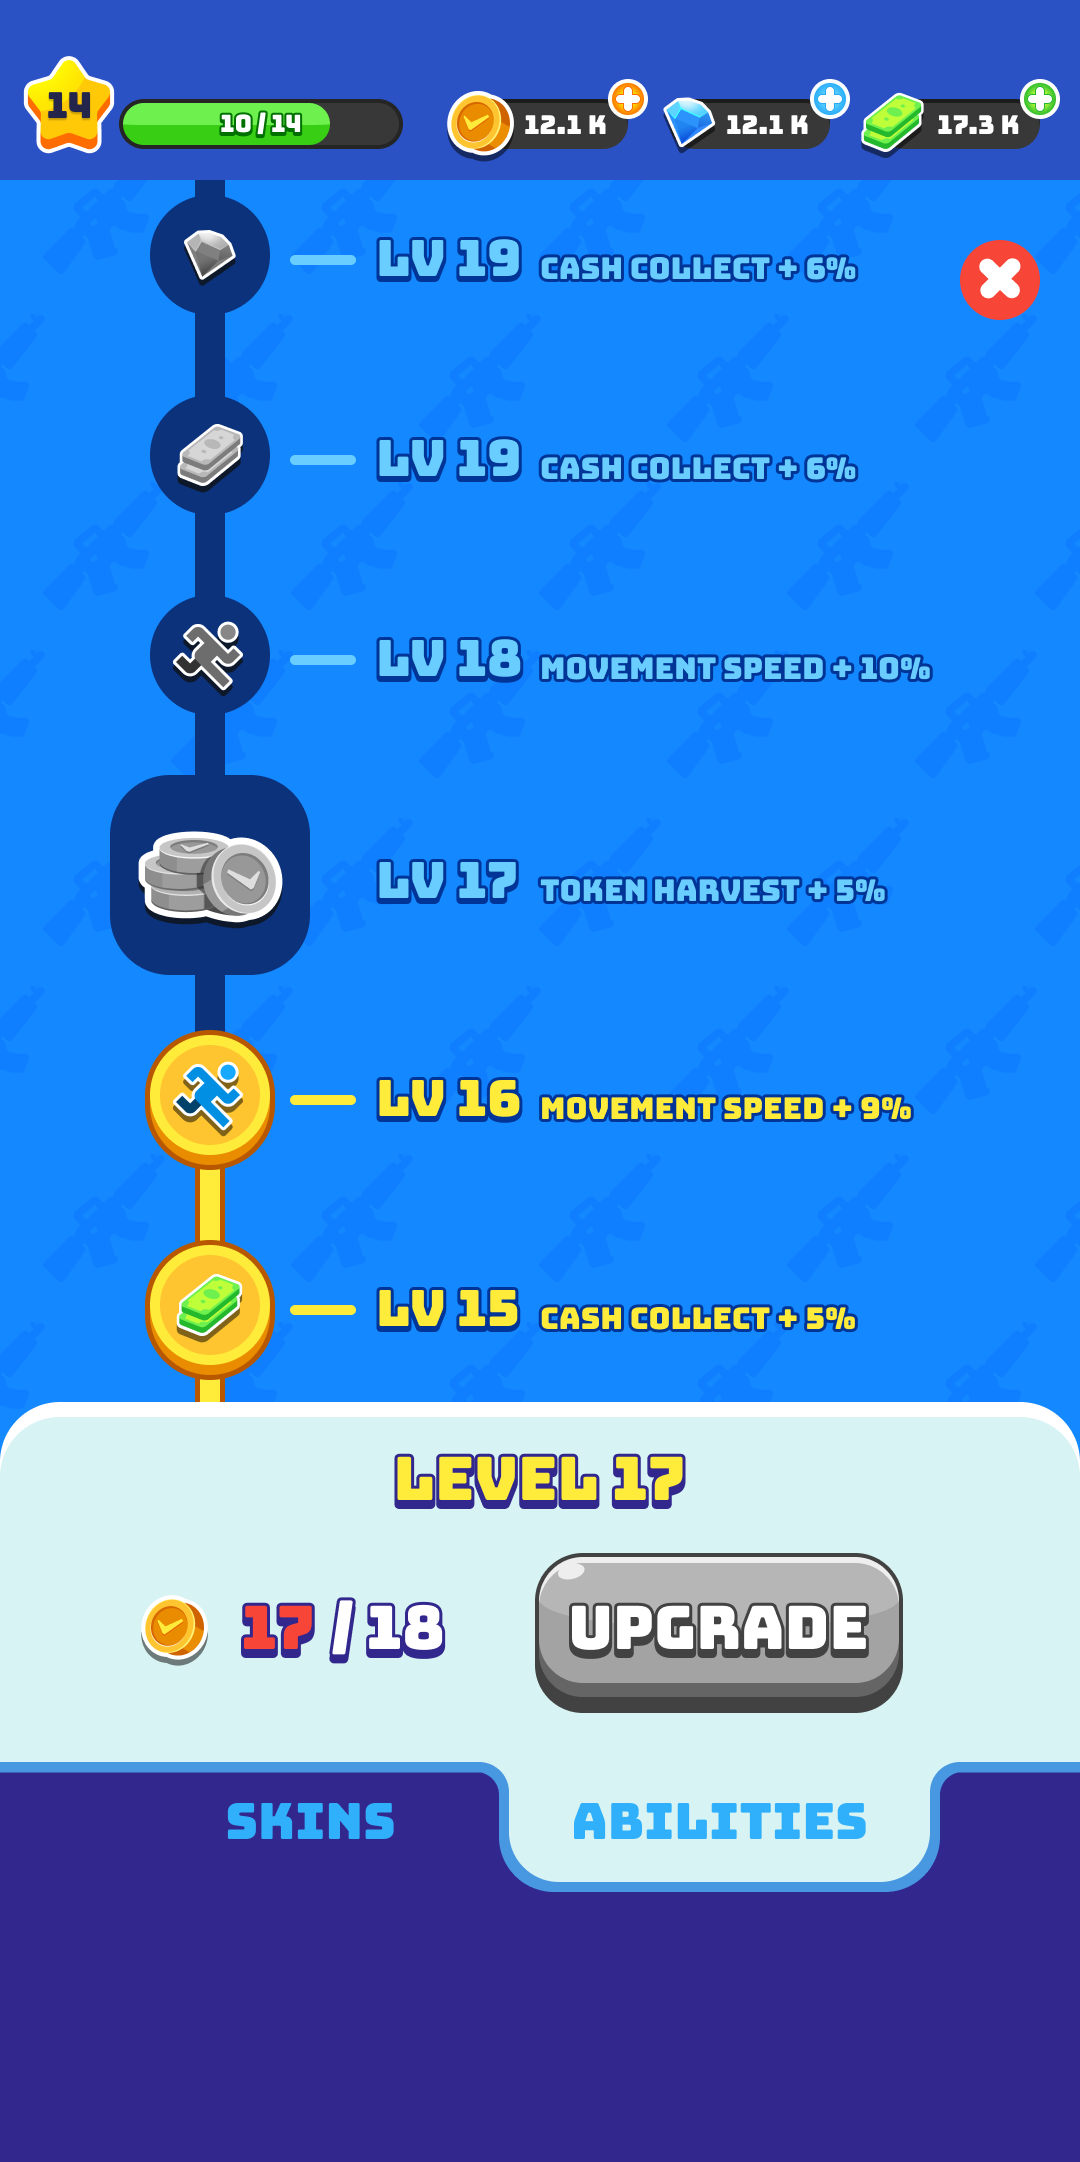 14
10/14
12.1 K
12.1 K
17.3 K
LV 19 CASH COLLECT + 6%
LV 19 CASH COLLECT + 6%
LV 18 MOVEMENT SPEED + 10%
LV 17 TOKEN HARVEST + 5%
LV 16 MOVEMENT SPEED + 9%
LV 15 CASH COLLECT + 5%
LEVEL 17
17 / 18
UPGRADE
SKINS
ABILITIES